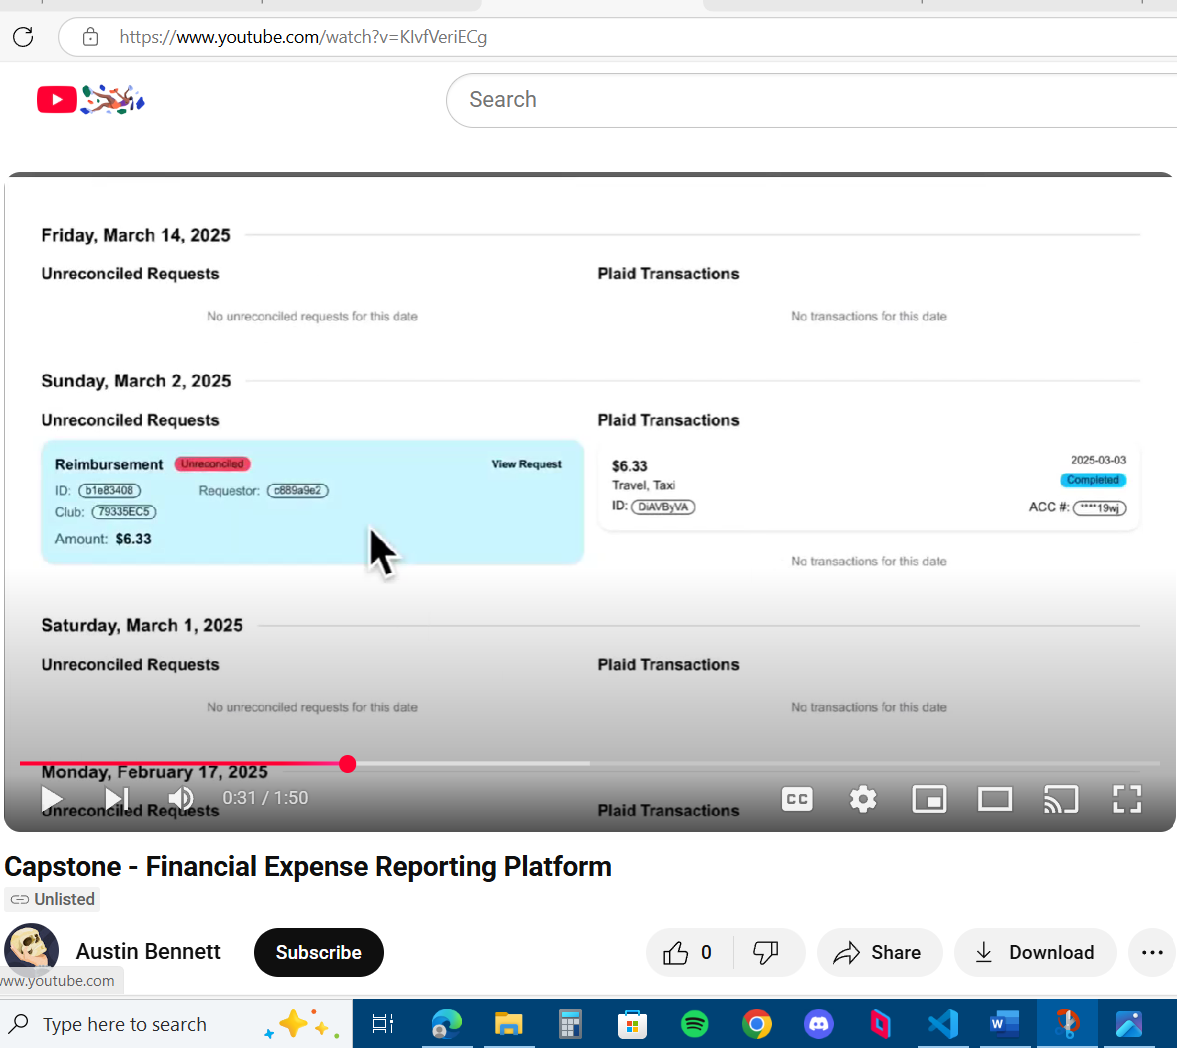 https://www.youtube.com/watch?v=KIvfVeriECg
Search
Friday, March 14, 2025
Unreconciled Requests
Plaid Transactions
No unreconciled requests for this date
No transactions for this date
Sunday, March 2, 2025
Unreconciled Requests
Plaid Transactions
Reimbursement Unreconciled View Request
ID: b1e83408 Requestor: c889a9e2
Club: 79335EC5
Amount: $6.33
$6.33
2025-03-03
Travel, Taxi
Completed
ID: DiAVByVA
ACC #: ****19wj
No transactions for this date
Saturday, March 1, 2025
Unreconciled Requests
Plaid Transactions
No unreconciled requests for this date
No transactions for this date
Monday, February 17, 2025
0:31 / 1:50
CC
Unreconciled Requests
Plaid Transactions
Capstone - Financial Expense Reporting Platform
Unlisted
Austin Bennett
Subscribe
0
Share
Download
www.youtube.com
Type here to search